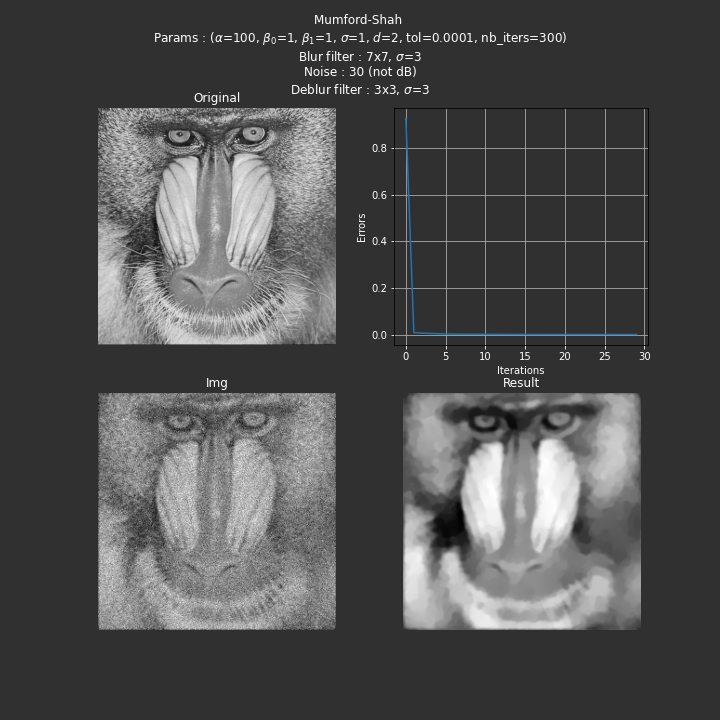 Mumford-Shah
Params : (α=100, β₀=1, β₁=1, σ=1, d=2, tol=0.0001, nb_iters=300)
Blur filter : 7x7, σ=3
Noise : 30 (not dB)
Deblur filter : 3x3, σ=3
Original
0.8
0.6
0.4
0.2
0.0
Errors
0 5 10 15 20 25 30
Iterations
Img
Result